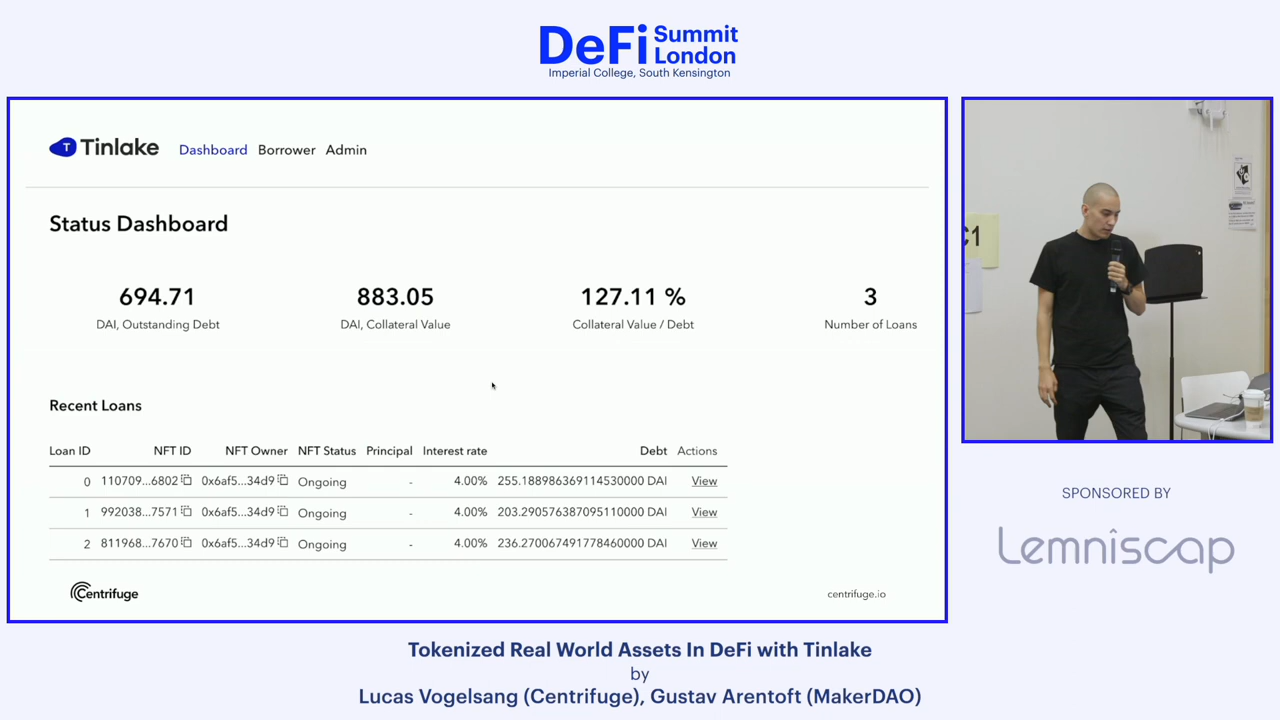 DeFi Summit
London
Imperial College, South Kensington
T Tinlake Dashboard Borrower Admin
Status Dashboard
694.71 883.05 127.11 % 3
DAI, Outstanding Debt DAI, Collateral Value Collateral Value / Debt Number of Loans
Recent Loans
Loan ID NFT ID NFT Owner NFT Status Principal Interest rate Debt Actions
0 110709...6802 0x6af5...34d9 Ongoing - 4.00% 255.188986369114530000 DAI View
1 992038...7571 0x6af5...34d9 Ongoing - 4.00% 203.290576387095110000 DAI View
2 811968...7670 0x6af5...34d9 Ongoing - 4.00% 236.270067491778460000 DAI View
Centrifuge centrifuge.io
C1
SPONSORED BY
Lemniscap
Tokenized Real World Assets In DeFi with Tinlake
by
Lucas Vogelsang (Centrifuge), Gustav Arentoft (MakerDAO)